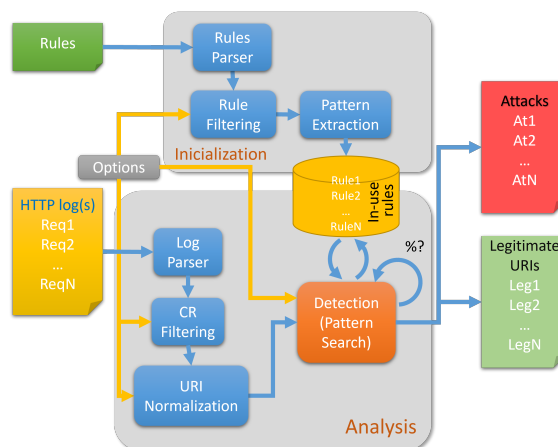 Rules
Rules
Parser
Rule
Filtering
Pattern
Extraction
Inicialization
Options
Rule1
Rule2
...
RuleN
In-use
rules
HTTP log(s)
Req1
Req2
...
ReqN
Log
Parser
CR
Filtering
URI
Normalization
%?
Detection
(Pattern
Search)
Analysis
Attacks
At1
At2
...
AtN
Legitimate
URIs
Leg1
Leg2
...
LegN